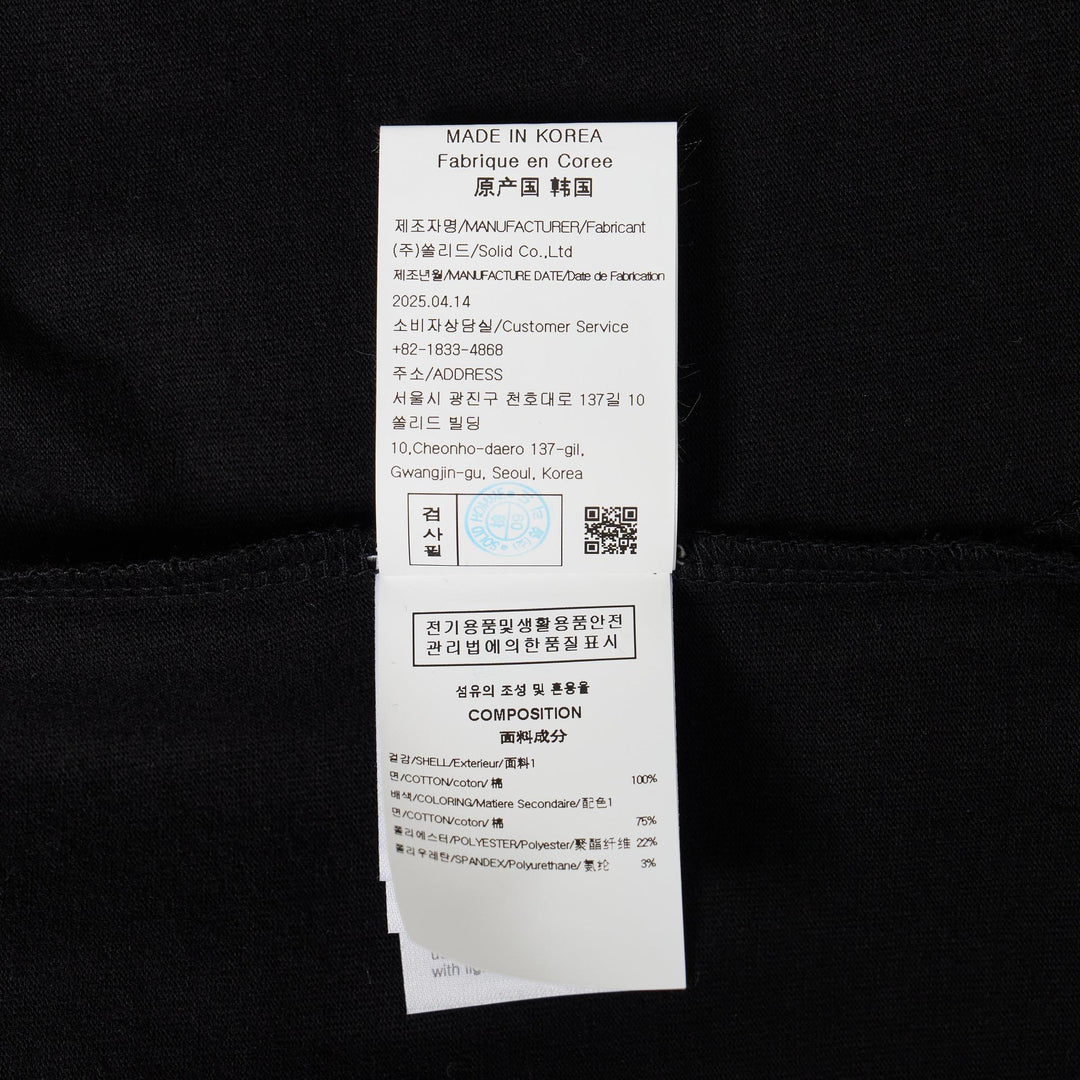 MADE IN KOREA
Fabrique en Coree
原产国 韩国
제조자명/MANUFACTURER/Fabricant
(주)쏠리드/Solid Co.,Ltd
제조년월/MANUFACTURE DATE/Date de Fabrication
2025.04.14
소비자상담실/Customer Service
+82-1833-4868
주소/ADDRESS
서울시 광진구 천호대로 137길 10
쏠리드 빌딩
10,Cheonho-daero 137-gil,
Gwangjin-gu, Seoul, Korea
검
사
필
SOLID HOMME
09
전기용품및생활용품안전
관리법에의한품질표시
섬유의 조성 및 혼용율
COMPOSITION
面料成分
겉감/SHELL/Exterieur/面料1
면/COTTON/coton/ 棉 100%
배색/COLORING/Matiere Secondaire/配色1
면/COTTON/coton/ 棉 75%
폴리에스터/POLYESTER/Polyester/聚酯纤维 22%
폴리우레탄/SPANDEX/Polyurethane/氨纶 3%
with